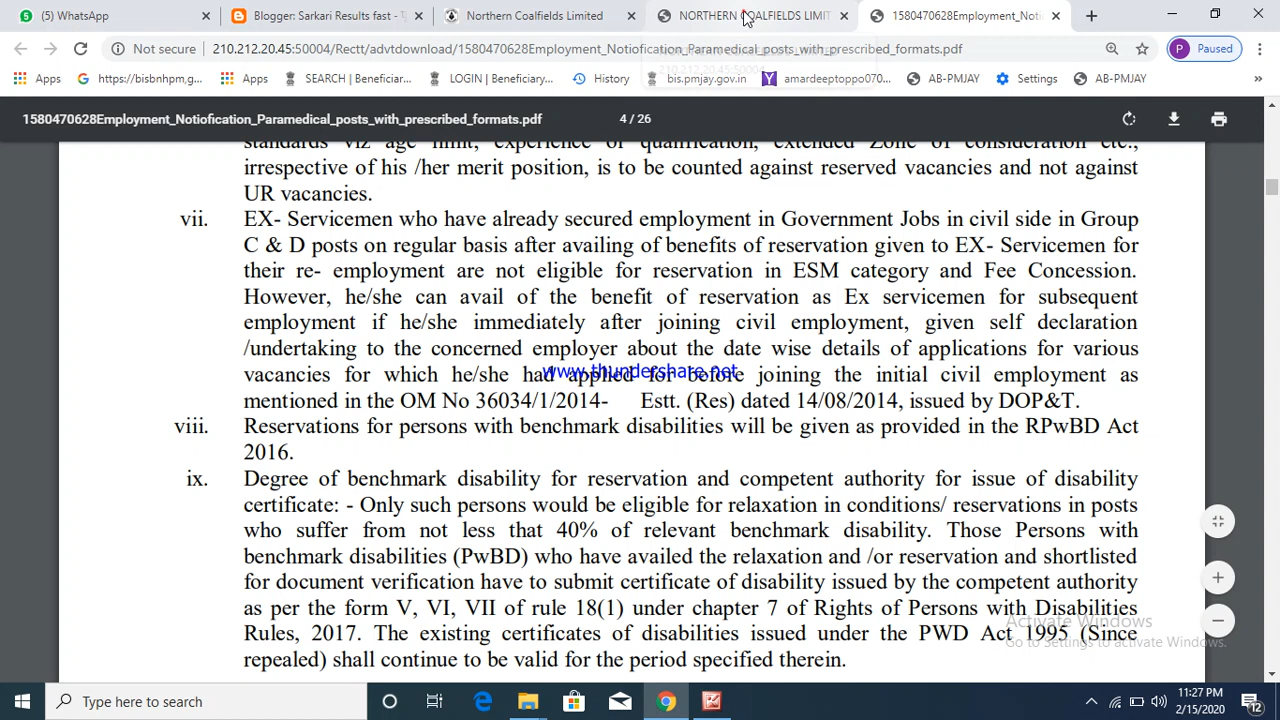 (5) WhatsApp
Blogger: Sarkari Results fast -
Northern Coalfields Limited
NORTHERN COALFIELDS LIMIT
1580470628Employment_Noti
Not secure
210.212.20.45:50004/Rectt/advtdownload/1580470628Employment_Notiofication_Paramedical_posts_with_prescribed_formats.pdf
Paused
Apps
https://bisbnhpm,g...
Apps
SEARCH | Beneficiar...
LOGIN | Beneficiary...
History
bis.pmjay.gov.in
amardeeptoppo070...
AB-PMJAY
Settings
AB-PMJAY
1580470628Employment_Notiofication_Paramedical_posts_with_prescribed_formats.pdf
4 / 26
standards viz age limit, experience of qualification, extended Zone of consideration etc.,
irrespective of his /her merit position, is to be counted against reserved vacancies and not against
UR vacancies.
vii. EX- Servicemen who have already secured employment in Government Jobs in civil side in Group
C & D posts on regular basis after availing of benefits of reservation given to EX- Servicemen for
their re- employment are not eligible for reservation in ESM category and Fee Concession.
However, he/she can avail of the benefit of reservation as Ex servicemen for subsequent
employment if he/she immediately after joining civil employment, given self declaration
/undertaking to the concerned employer about the date wise details of applications for various
vacancies for which he/she had applied for before joining the initial civil employment as
mentioned in the OM No 36034/1/2014- Estt. (Res) dated 14/08/2014, issued by DOP&T.
www.thundershare.net
viii. Reservations for persons with benchmark disabilities will be given as provided in the RPwBD Act
2016.
ix. Degree of benchmark disability for reservation and competent authority for issue of disability
certificate: - Only such persons would be eligible for relaxation in conditions/ reservations in posts
who suffer from not less that 40% of relevant benchmark disability. Those Persons with
benchmark disabilities (PwBD) who have availed the relaxation and /or reservation and shortlisted
for document verification have to submit certificate of disability issued by the competent authority
as per the form V, VI, VII of rule 18(1) under chapter 7 of Rights of Persons with Disabilities
Rules, 2017. The existing certificates of disabilities issued under the PWD Act 1995 (Since
repealed) shall continue to be valid for the period specified therein.
Activate Windows
Go to Settings to activate Windows.
Type here to search
11:27 PM
2/15/2020
12